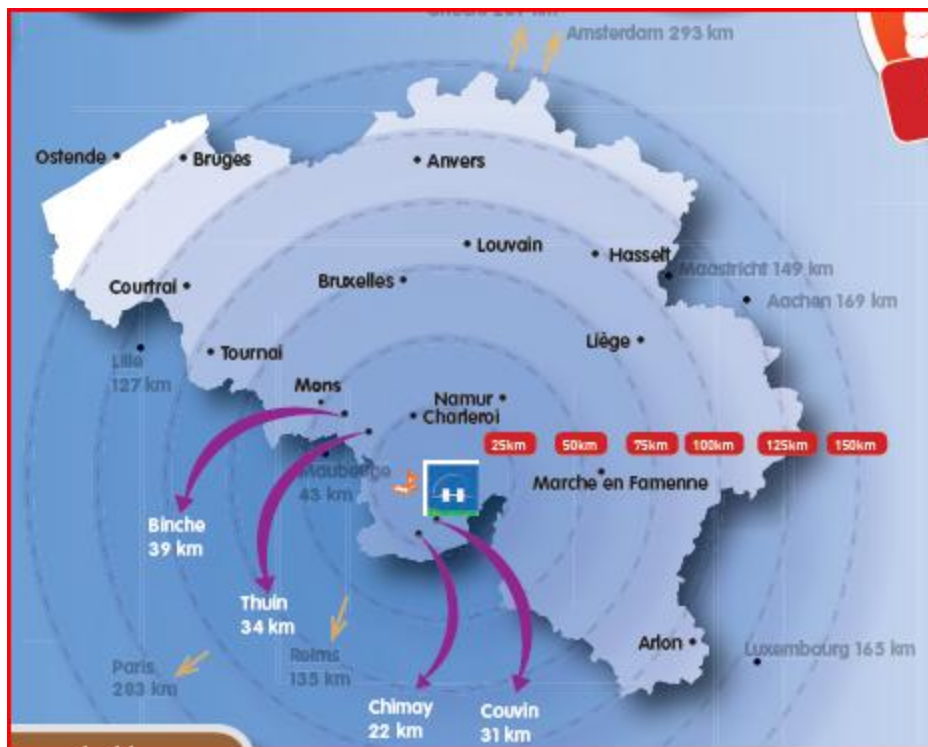 Amsterdam 293 km
Ostende
Bruges
Anvers
Louvain
Hasselt
Maastricht 149 km
Courtrai
Bruxelles
Aachen 169 km
Liège
Lille
127 km
Tournai
Mons
Namur
Charleroi
25km
50km
75km
100km
125km
150km
Maubeuge
43 km
Marche en Famenne
Binche
39 km
Thuin
34 km
Arlon
Luxembourg 165 km
Reims
135 km
Paris
Chimay
22 km
Couvin
31 km